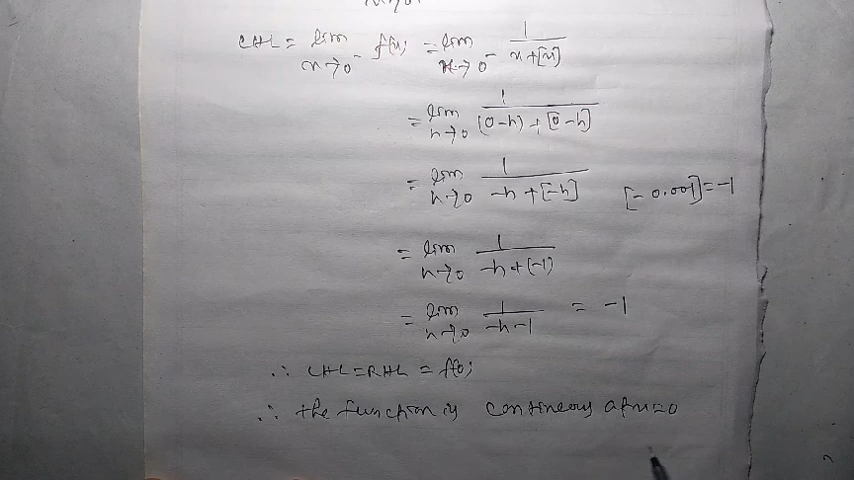 LHL = lim x→0⁻ f(x) = lim x→0⁻ 1/(x+[x])
= lim h→0 1/((0-h)+[0-h])
= lim h→0 1/(-h+[-h]) [-0.001]=-1
= lim h→0 1/(-h+(-1))
= lim h→0 1/(-h-1) = -1
∴ LHL=RHL = f(0)
∴ the function is contineous at x=0